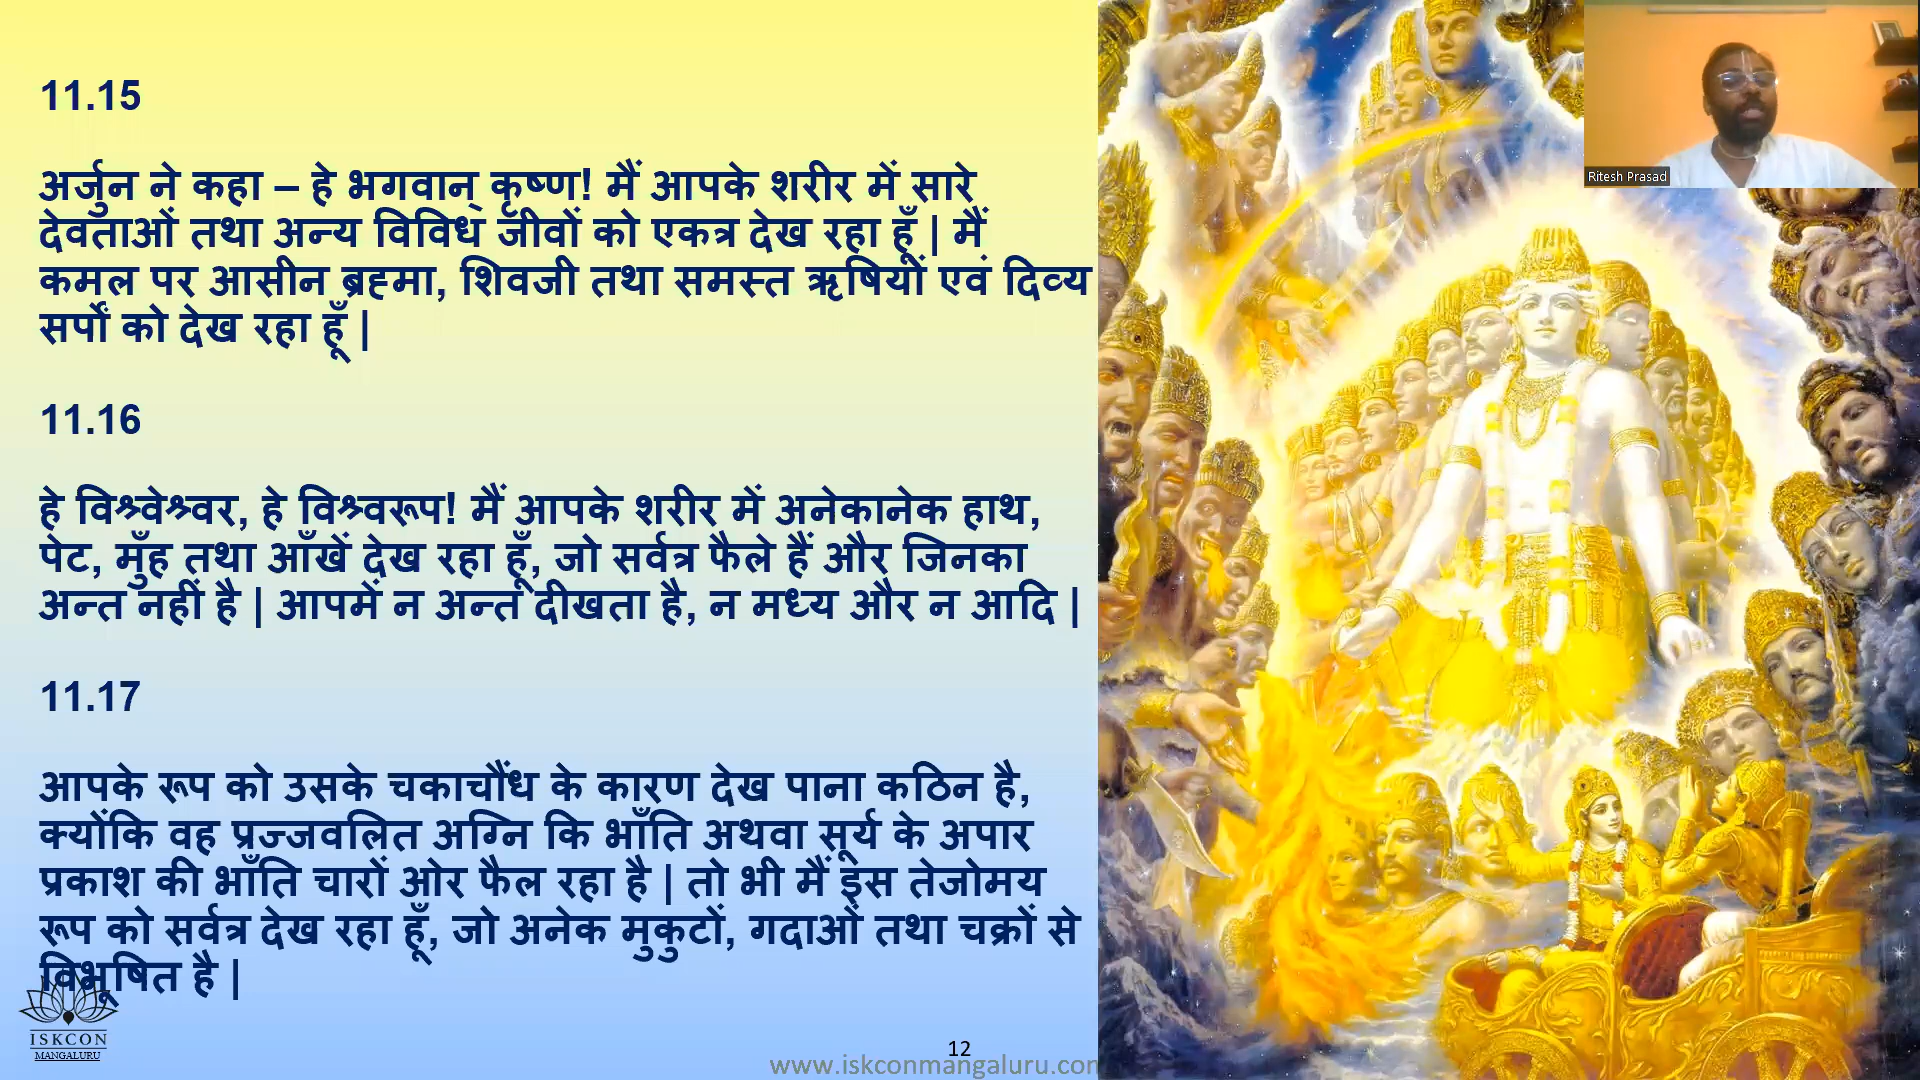 11.15
अर्जुन ने कहा – हे भगवान् कृष्ण! मैं आपके शरीर में सारे
देवताओं तथा अन्य विविध जीवों को एकत्र देख रहा हूँ | मैं
कमल पर आसीन ब्रह्मा, शिवजी तथा समस्त ऋषियों एवं दिव्य
सर्पों को देख रहा हूँ |
11.16
हे विश्र्वेश्र्वर, हे विश्र्वरूप! मैं आपके शरीर में अनेकानेक हाथ,
पेट, मुँह तथा आँखें देख रहा हूँ, जो सर्वत्र फैले हैं और जिनका
अन्त नहीं है | आपमें न अन्त दीखता है, न मध्य और न आदि |
11.17
आपके रूप को उसके चकाचौंध के कारण देख पाना कठिन है,
क्योंकि वह प्रज्जवलित अग्नि कि भाँति अथवा सूर्य के अपार
प्रकाश की भाँति चारों ओर फैल रहा है | तो भी मैं इस तेजोमय
रूप को सर्वत्र देख रहा हूँ, जो अनेक मुकुटों, गदाओं तथा चक्रों से
विभूषित है |
ISKCON
MANGALURU
12
www.iskconmangaluru.com
Ritesh Prasad